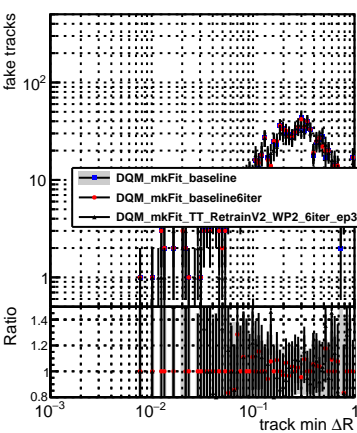 fake tracks
10²
10
1
DQM_mkFit_baseline
DQM_mkFit_baseline6iter
DQM_mkFit_TT_RetrainV2_WP2_6iter_ep3
Ratio
1.4
1.2
1
0.8
10⁻³ 10⁻² 10⁻¹ 1
track min ΔR